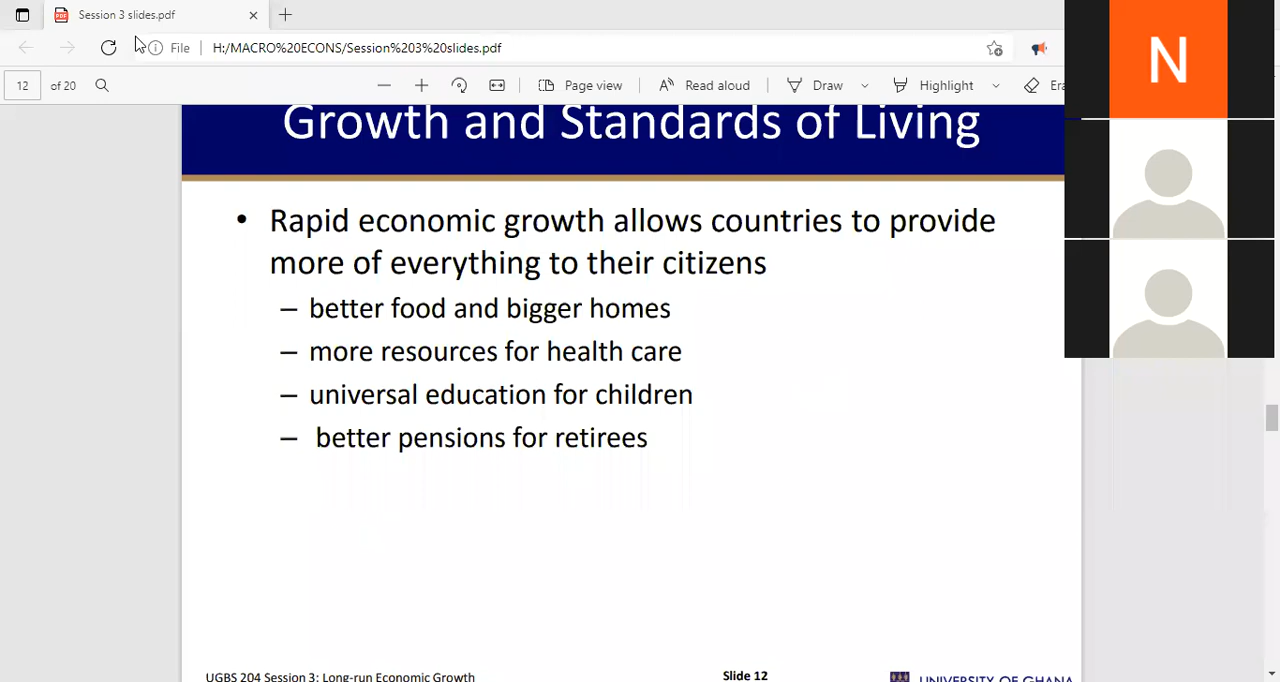 Session 3 slides.pdf
File
H:/MACRO%20ECONS/Session%203%20slides.pdf
12
of 20
Page view
Read aloud
Draw
Highlight
Era
N
Growth and Standards of Living
• Rapid economic growth allows countries to provide
more of everything to their citizens
– better food and bigger homes
– more resources for health care
– universal education for children
– better pensions for retirees
UGBS 204 Session 3: Long-run Economic Growth
Slide 12
UNIVERSITY OF GHANA